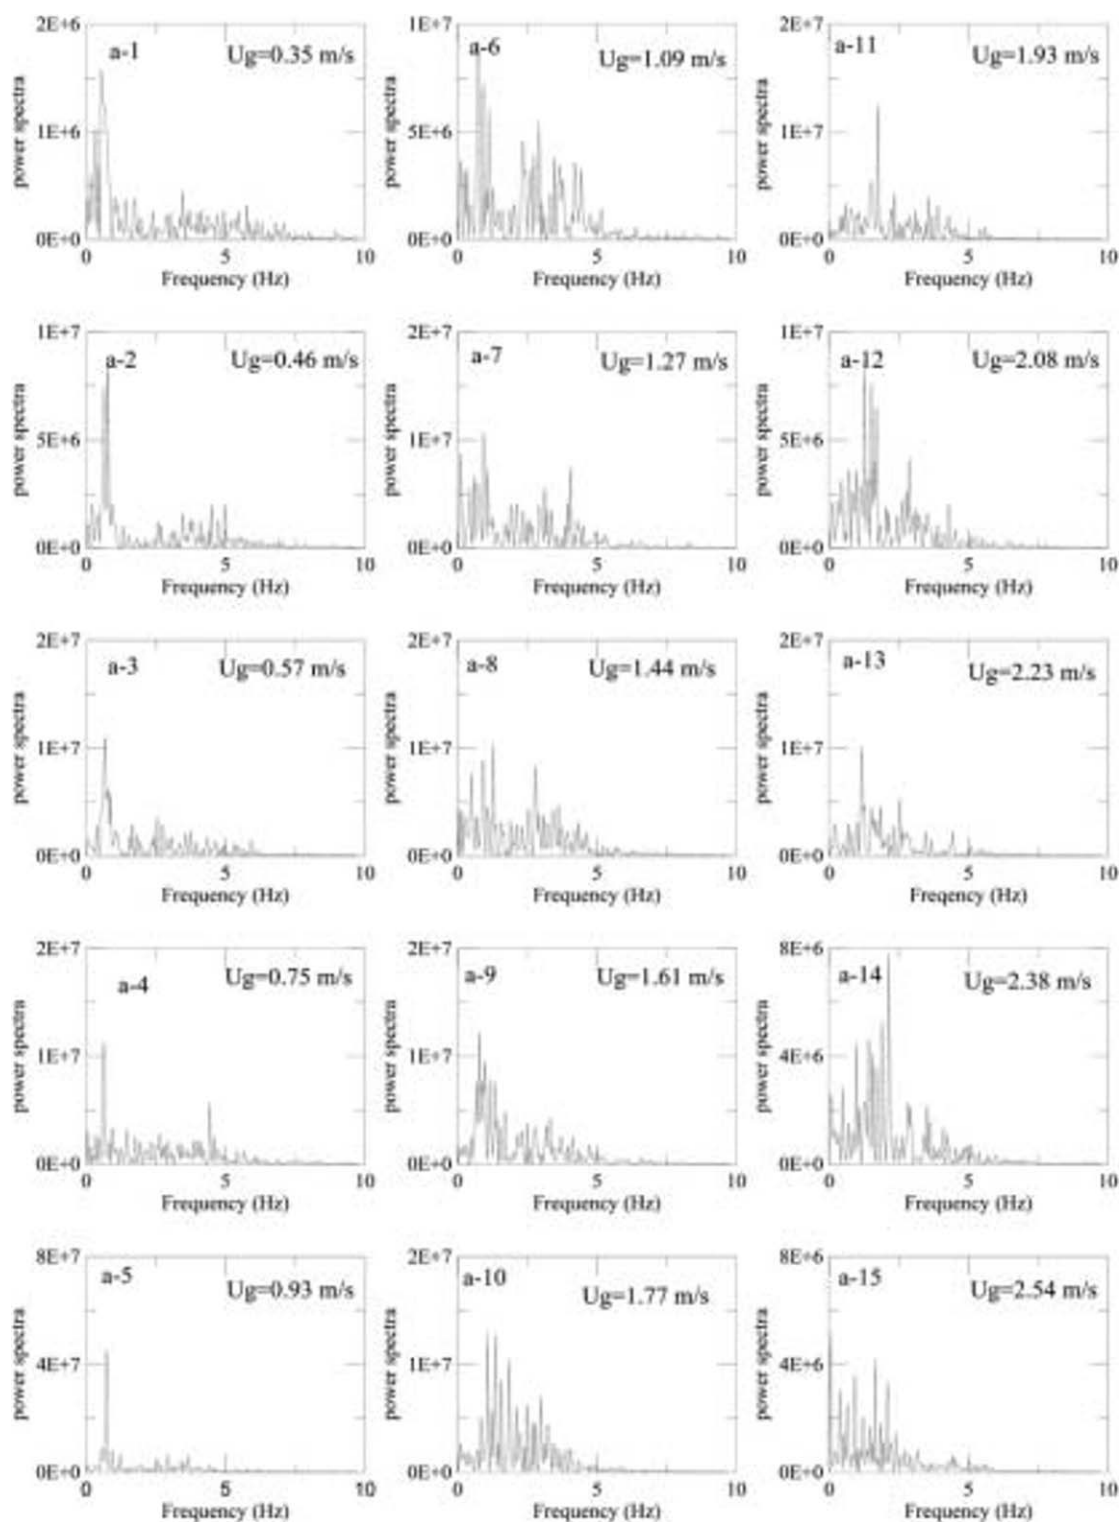 2E+6
a-1 Ug=0.35 m/s
power spectra
1E+6
0E+0
0 5 10
Frequency (Hz)
1E+7
a-6 Ug=1.09 m/s
power spectra
5E+6
0E+0
0 5 10
Frequency (Hz)
2E+7
a-11 Ug=1.93 m/s
power spectra
1E+7
0E+0
0 5 10
Frequency (Hz)
1E+7
a-2 Ug=0.46 m/s
power spectra
5E+6
0E+0
0 5 10
Frequency (Hz)
2E+7
a-7 Ug=1.27 m/s
power spectra
1E+7
0E+0
0 5 10
Frequency (Hz)
1E+7
a-12 Ug=2.08 m/s
power spectra
5E+6
0E+0
0 5 10
Frequency (Hz)
2E+7
a-3 Ug=0.57 m/s
power spectra
1E+7
0E+0
0 5 10
Frequency (Hz)
2E+7
a-8 Ug=1.44 m/s
power spectra
1E+7
0E+0
0 5 10
Frequency (Hz)
2E+7
a-13 Ug=2.23 m/s
power spectra
1E+7
0E+0
0 5 10
Frequency (Hz)
2E+7
a-4 Ug=0.75 m/s
power spectra
1E+7
0E+0
0 5 10
Frequency (Hz)
2E+7
a-9 Ug=1.61 m/s
power spectra
1E+7
0E+0
0 5 10
Frequency (Hz)
8E+6
a-14 Ug=2.38 m/s
power spectra
4E+6
0E+0
0 5 10
Frequency (Hz)
8E+7
a-5 Ug=0.93 m/s
power spectra
4E+7
0E+0
0 5 10
Frequency (Hz)
2E+7
a-10 Ug=1.77 m/s
power spectra
1E+7
0E+0
0 5 10
Frequency (Hz)
8E+6
a-15 Ug=2.54 m/s
power spectra
4E+6
0E+0
0 5 10
Frequency (Hz)